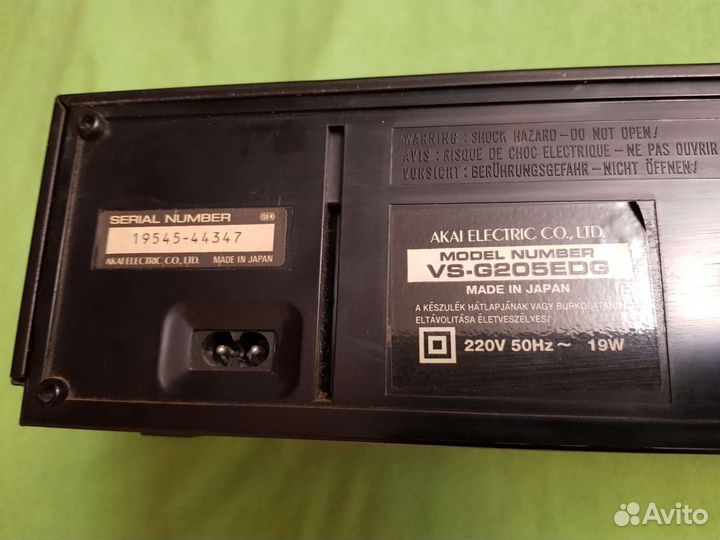 WARNING : SHOCK HAZARD – DO NOT OPEN!
AVIS : RISQUE DE CHOC ELECTRIQUE – NE PAS OUVRIR
VORSICHT : BERÜHRUNGSGEFAHR – NICHT ÖFFNEN!
SERIAL NUMBER
19545-44347
AKAI ELECTRIC CO., LTD. MADE IN JAPAN
AKAI ELECTRIC CO., LTD.
MODEL NUMBER
VS-G205EDG
MADE IN JAPAN
A KÉSZÜLÉK HÁTLAPJÁNAK VAGY BURKOLATÁNAK
ELTÁVOLITÁSA ÉLETVESZÉLYES!
220V 50Hz ~ 19W
Avito